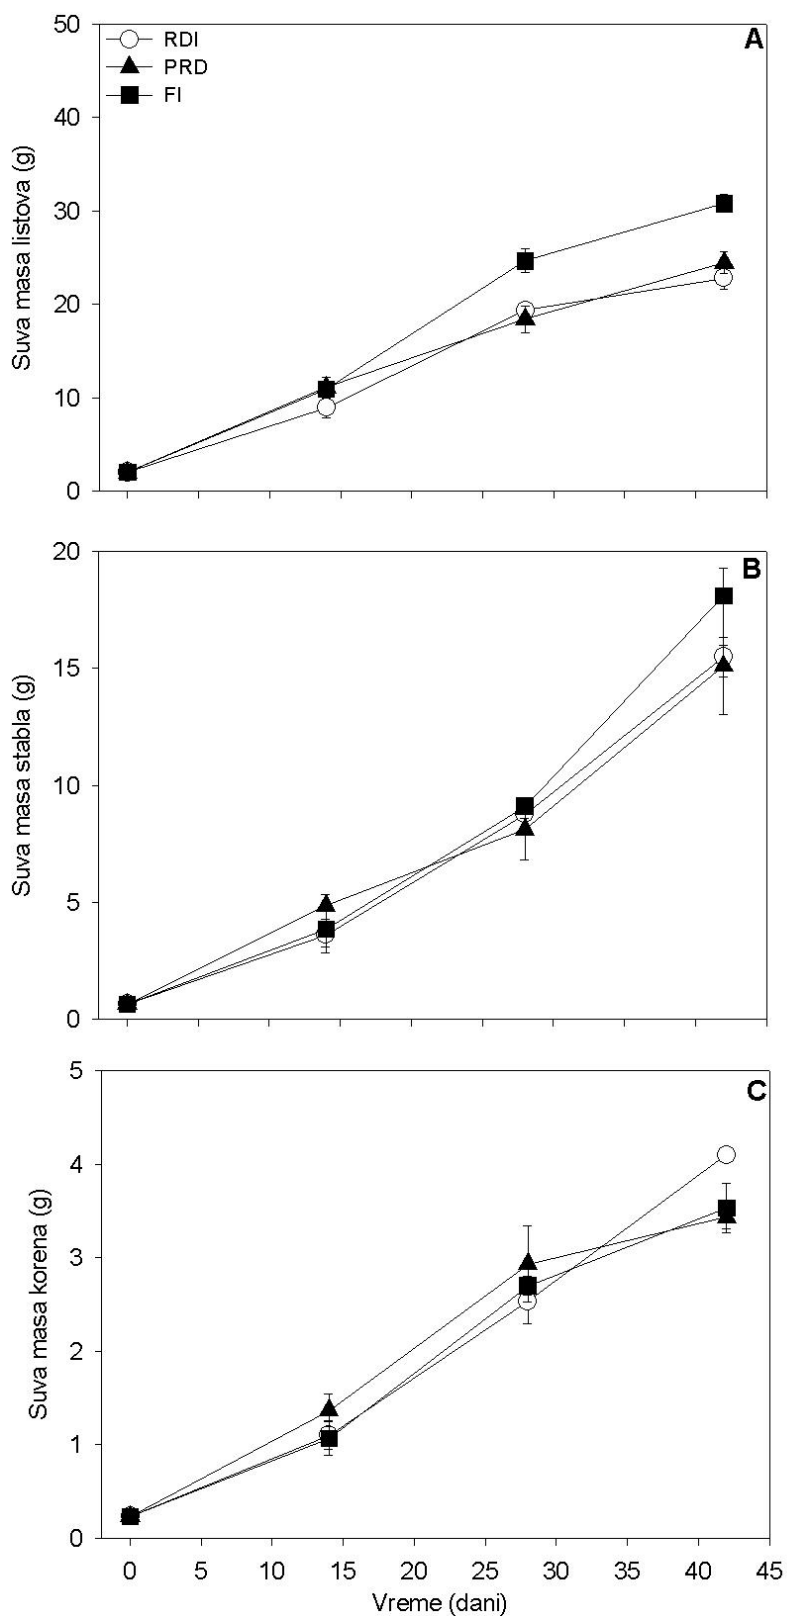 A
RDI
PRD
FI
50
40
30
20
10
0
Suva masa listova (g)
B
20
15
10
5
0
Suva masa stabla (g)
C
5
4
3
2
1
0
Suva masa korena (g)
0 5 10 15 20 25 30 35 40 45
Vreme (dani)